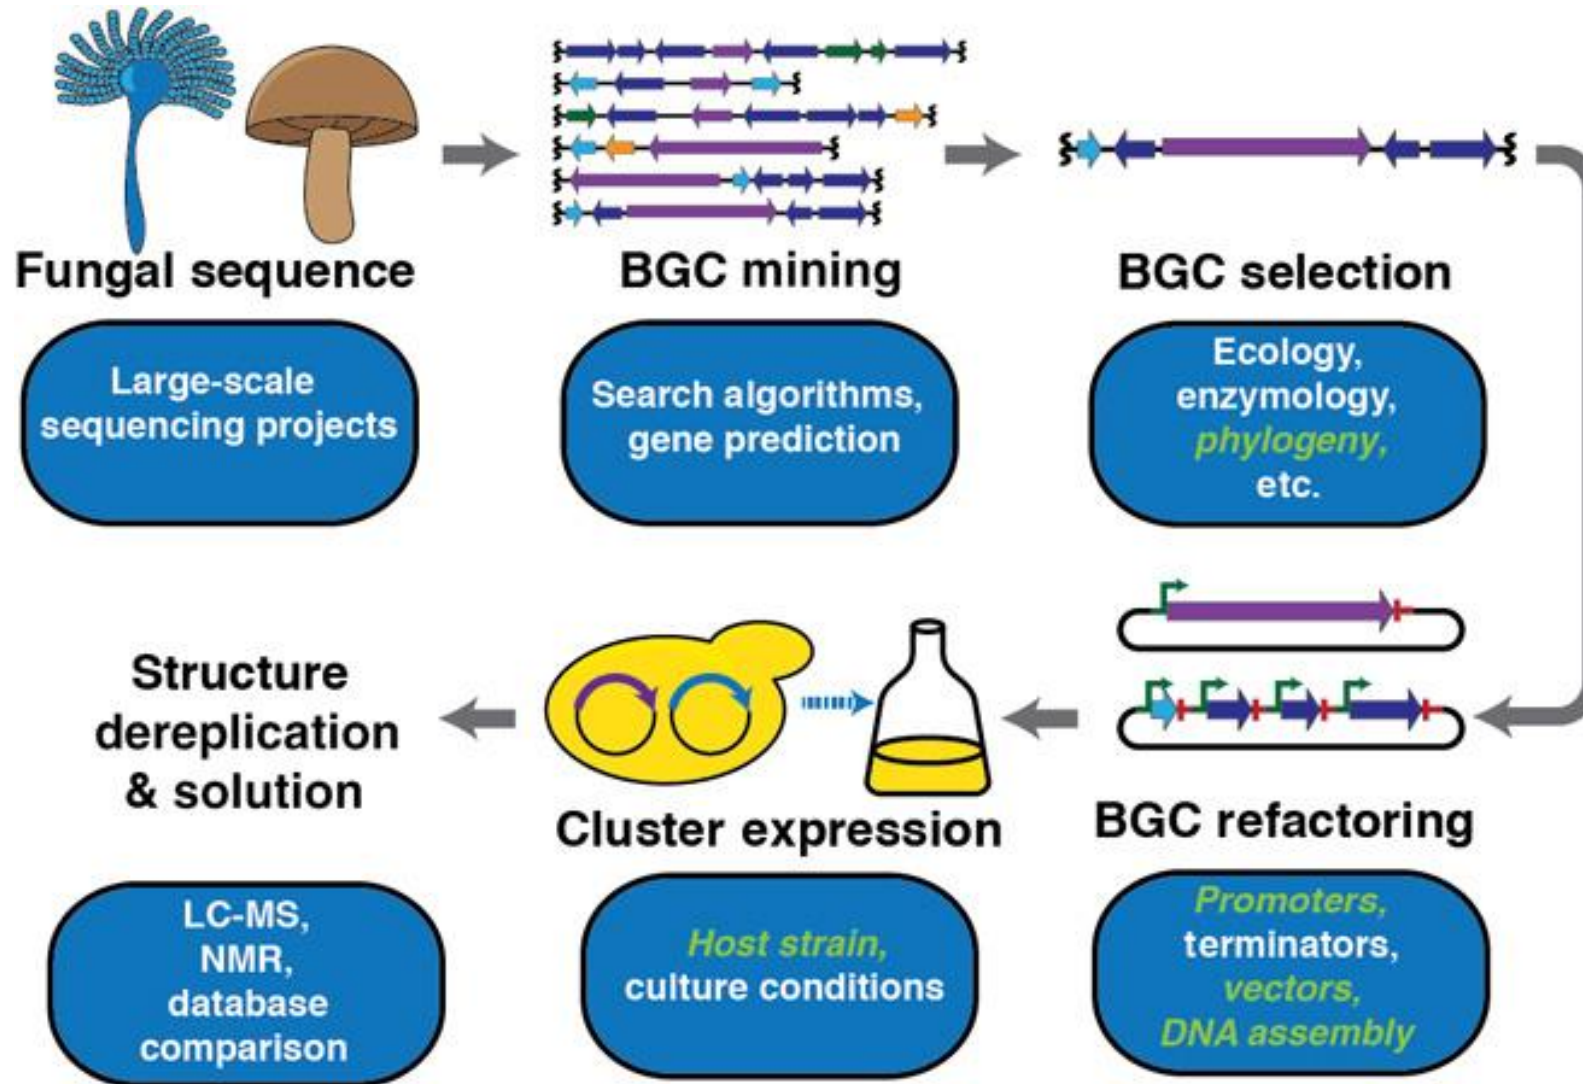 Fungal sequence
Large-scale
sequencing projects
BGC mining
Search algorithms,
gene prediction
BGC selection
Ecology,
enzymology,
phylogeny,
etc.
BGC refactoring
Promoters,
terminators,
vectors,
DNA assembly
Cluster expression
Host strain,
culture conditions
Structure
dereplication
& solution
LC-MS,
NMR,
database
comparison